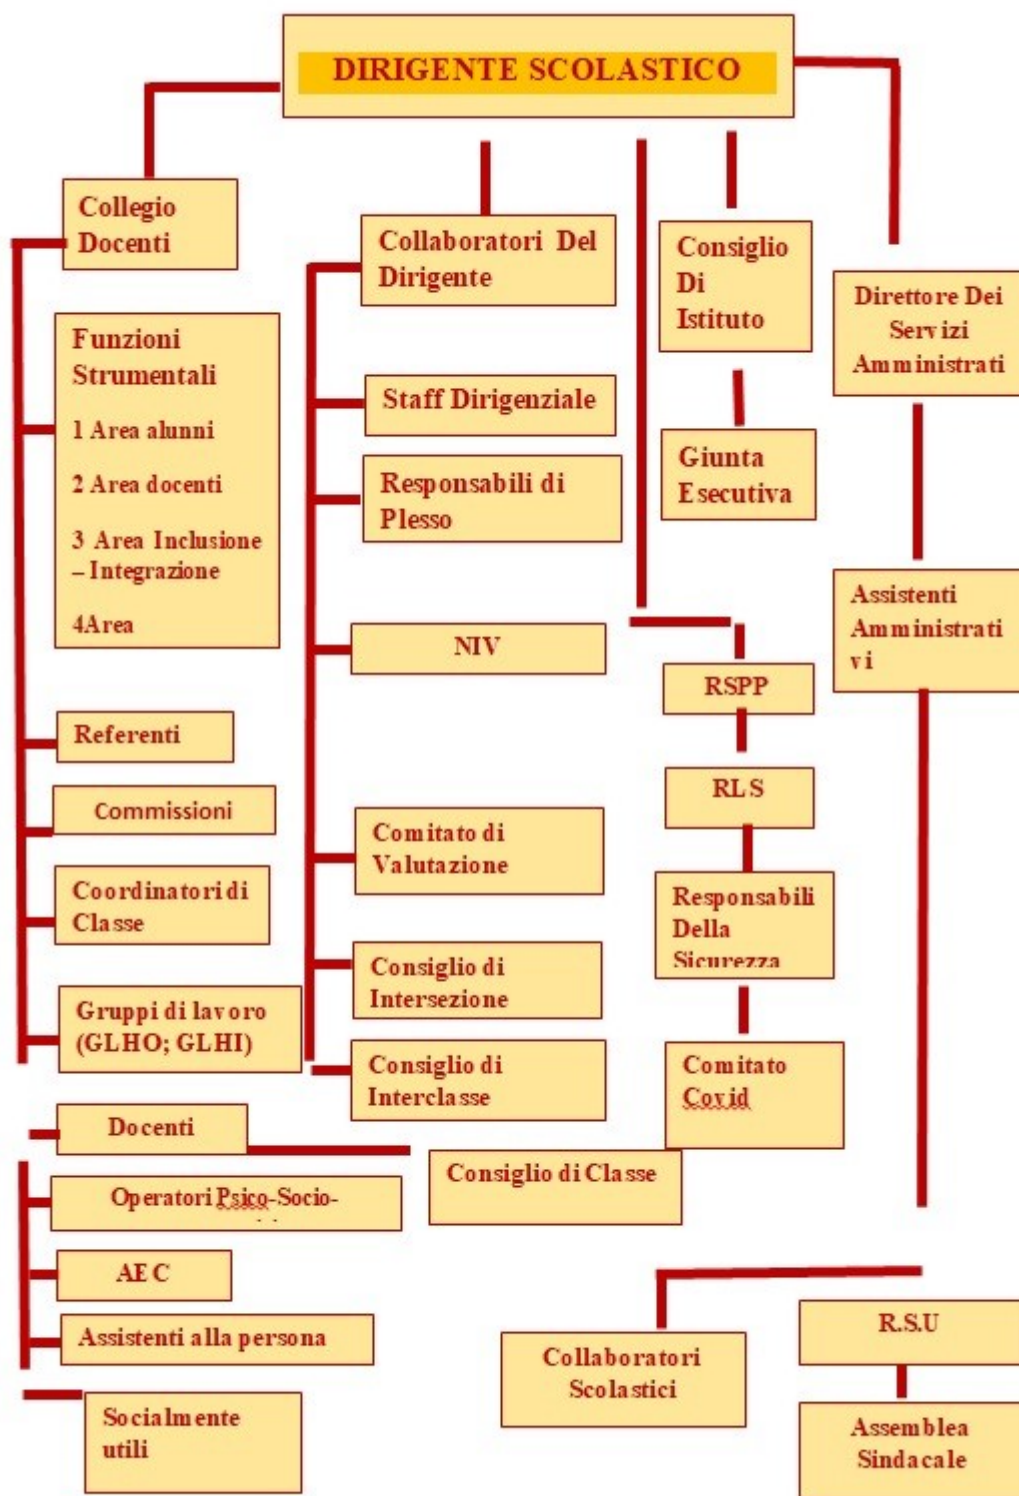 DIRIGENTE SCOLASTICO
Collegio
Docenti
Funzioni
Strumentali
1 Area alunni
2 Area docenti
3 Area Inclusione
– Integrazione
4Area
Referenti
Commissioni
Coordinatori di
Classe
Gruppi di lavoro
(GLHO; GLHI)
Docenti
Operatori Psico-Socio-
AEC
Assistenti alla persona
Socialmente
utili
Collaboratori Del
Dirigente
Staff Dirigenziale
Responsabili di
Plesso
NIV
Comitato di
Valutazione
Consiglio di
Intersezione
Consiglio di
Interclasse
Consiglio di Classe
Consiglio
Di
Istituto
Giunta
Esecutiva
RSPP
RLS
Responsabili
Della
Sicurezza
Comitato
Covid
Direttore Dei
Servizi
Amministrati
Assistenti
Amministrati
vi
Collaboratori
Scolastici
R.S.U
Assemblea
Sindacale